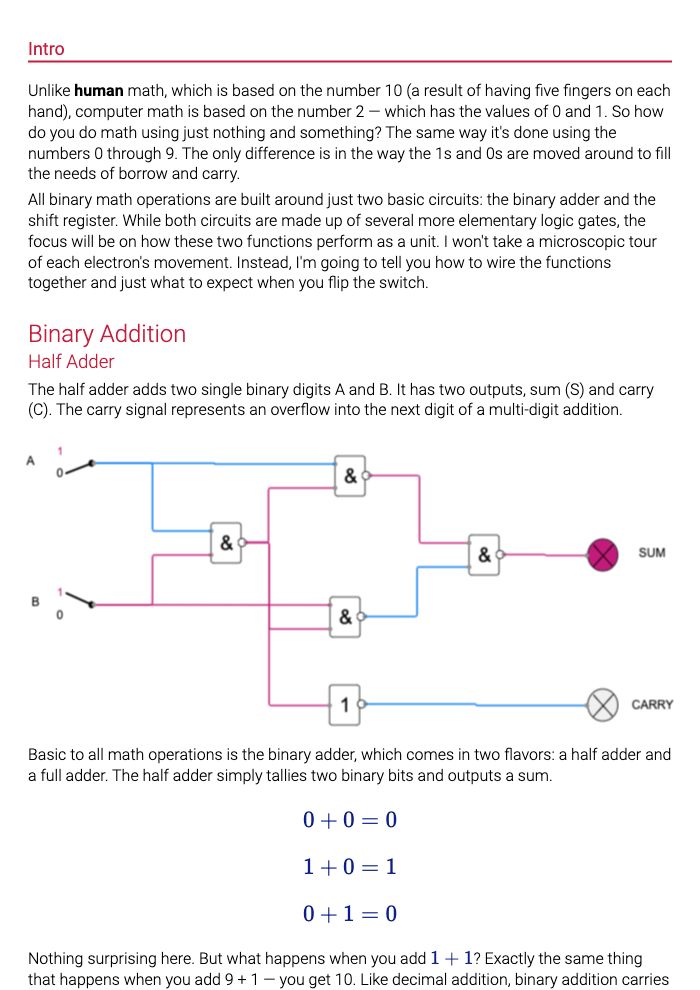 Intro
Unlike human math, which is based on the number 10 (a result of having five fingers on each
hand), computer math is based on the number 2 — which has the values of 0 and 1. So how
do you do math using just nothing and something? The same way it's done using the
numbers 0 through 9. The only difference is in the way the 1s and 0s are moved around to fill
the needs of borrow and carry.
All binary math operations are built around just two basic circuits: the binary adder and the
shift register. While both circuits are made up of several more elementary logic gates, the
focus will be on how these two functions perform as a unit. I won't take a microscopic tour
of each electron's movement. Instead, I'm going to tell you how to wire the functions
together and just what to expect when you flip the switch.
Binary Addition
Half Adder
The half adder adds two single binary digits A and B. It has two outputs, sum (S) and carry
(C). The carry signal represents an overflow into the next digit of a multi-digit addition.
1
A
0
&
&
&
SUM
1
B
0
&
1
CARRY
Basic to all math operations is the binary adder, which comes in two flavors: a half adder and
a full adder. The half adder simply tallies two binary bits and outputs a sum.
0 + 0 = 0
1 + 0 = 1
0 + 1 = 0
Nothing surprising here. But what happens when you add 1 + 1? Exactly the same thing
that happens when you add 9 + 1 — you get 10. Like decimal addition, binary addition carries